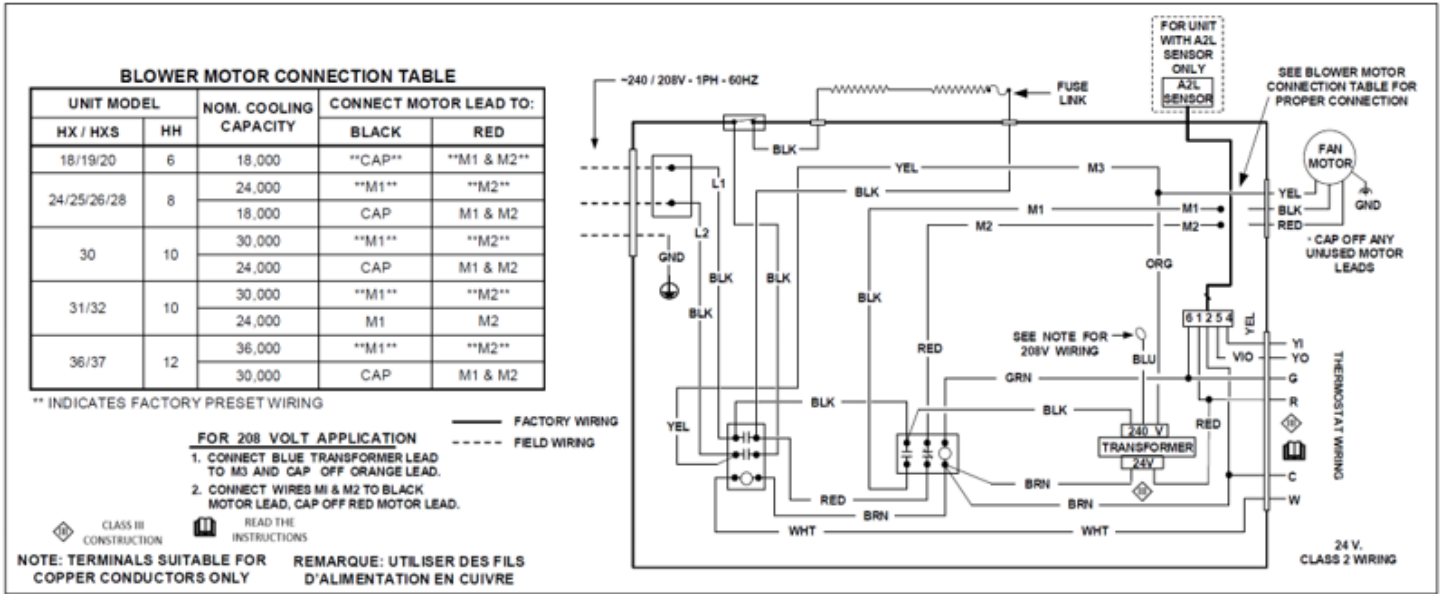 BLOWER MOTOR CONNECTION TABLE
UNIT MODEL NOM. COOLING CAPACITY CONNECT MOTOR LEAD TO:
HX / HXS HH BLACK RED
18/19/20 6 18,000 **CAP** **M1 & M2**
24/25/26/28 8 24,000 **M1** **M2**
18,000 CAP M1 & M2
30 10 30,000 **M1** **M2**
24,000 CAP M1 & M2
31/32 10 30,000 **M1** **M2**
24,000 M1 M2
36/37 12 36,000 **M1** **M2**
30,000 CAP M1 & M2
** INDICATES FACTORY PRESET WIRING
FACTORY WIRING
FIELD WIRING
FOR 208 VOLT APPLICATION
1. CONNECT BLUE TRANSFORMER LEAD
TO M3 AND CAP OFF ORANGE LEAD.
2. CONNECT WIRES M1 & M2 TO BLACK
MOTOR LEAD, CAP OFF RED MOTOR LEAD.
CLASS III
CONSTRUCTION
READ THE
INSTRUCTIONS
NOTE: TERMINALS SUITABLE FOR
COPPER CONDUCTORS ONLY
REMARQUE: UTILISER DES FILS
D'ALIMENTATION EN CUIVRE
~240 / 208V - 1PH - 60HZ
FUSE
LINK
FOR UNIT
WITH A2L
SENSOR
ONLY
A2L
SENSOR
SEE BLOWER MOTOR
CONNECTION TABLE FOR
PROPER CONNECTION
FAN
MOTOR
GND
YEL
BLK
RED
* CAP OFF ANY
UNUSED MOTOR
LEADS
BLK
YEL
M3
BLK
L1
M1
M1
M2
M2
L2
GND
ORG
BLK
BLK
BLK
BLK
RED
SEE NOTE FOR
208V WIRING
BLU
6 1 2 5 4
YEL
VIO
YI
YO
G
R
C
W
THERMOSTAT WIRING
GRN
BLK
YEL
BLK
RED
240 V
TRANSFORMER
24V
III
III
BRN
BRN
RED
BRN
WHT
WHT
24 V.
CLASS 2 WIRING